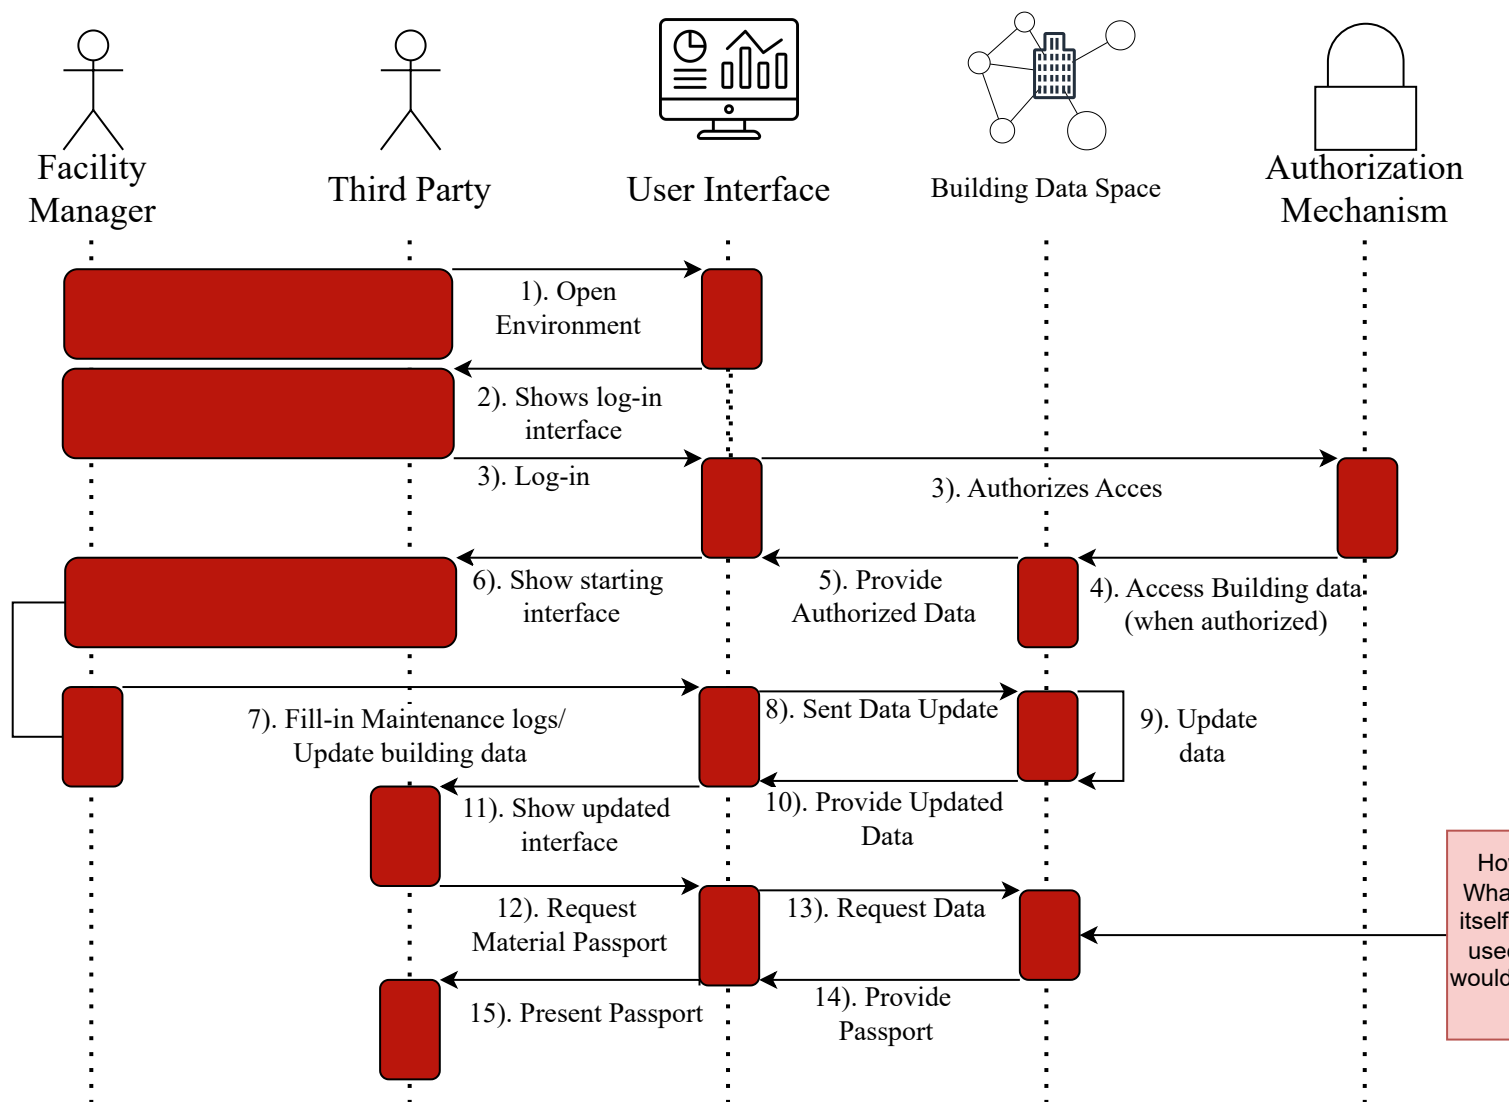 Facility
Manager
Third Party
User Interface
Building Data Space
Authorization
Mechanism
1). Open
Environment
2). Shows log-in
interface
3). Log-in
3). Authorizes Acces
6). Show starting
interface
5). Provide
Authorized Data
4). Access Building data
(when authorized)
7). Fill-in Maintenance logs/
Update building data
8). Sent Data Update
9). Update
data
11). Show updated
interface
10). Provide Updated
Data
12). Request
Material Passport
13). Request Data
15). Present Passport
14). Provide
Passport
itself
would